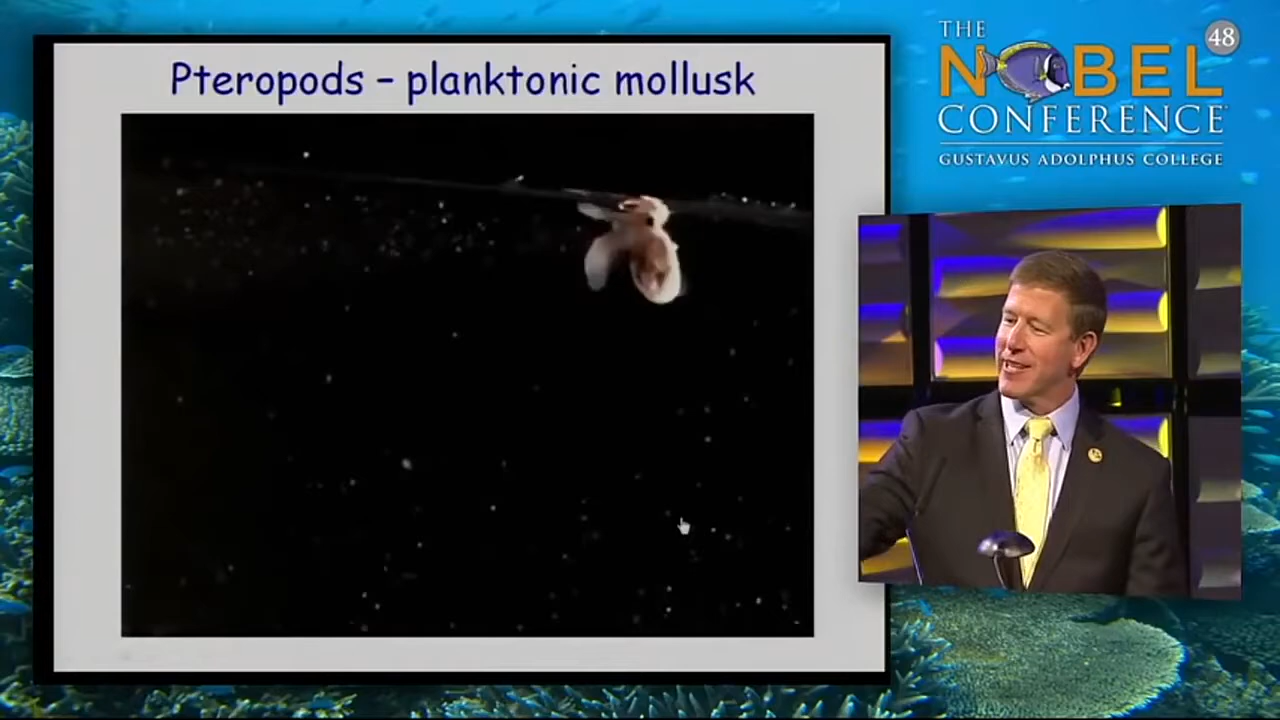 Pteropods – planktonic mollusk
THE
NOBEL
48
CONFERENCE
GUSTAVUS ADOLPHUS COLLEGE